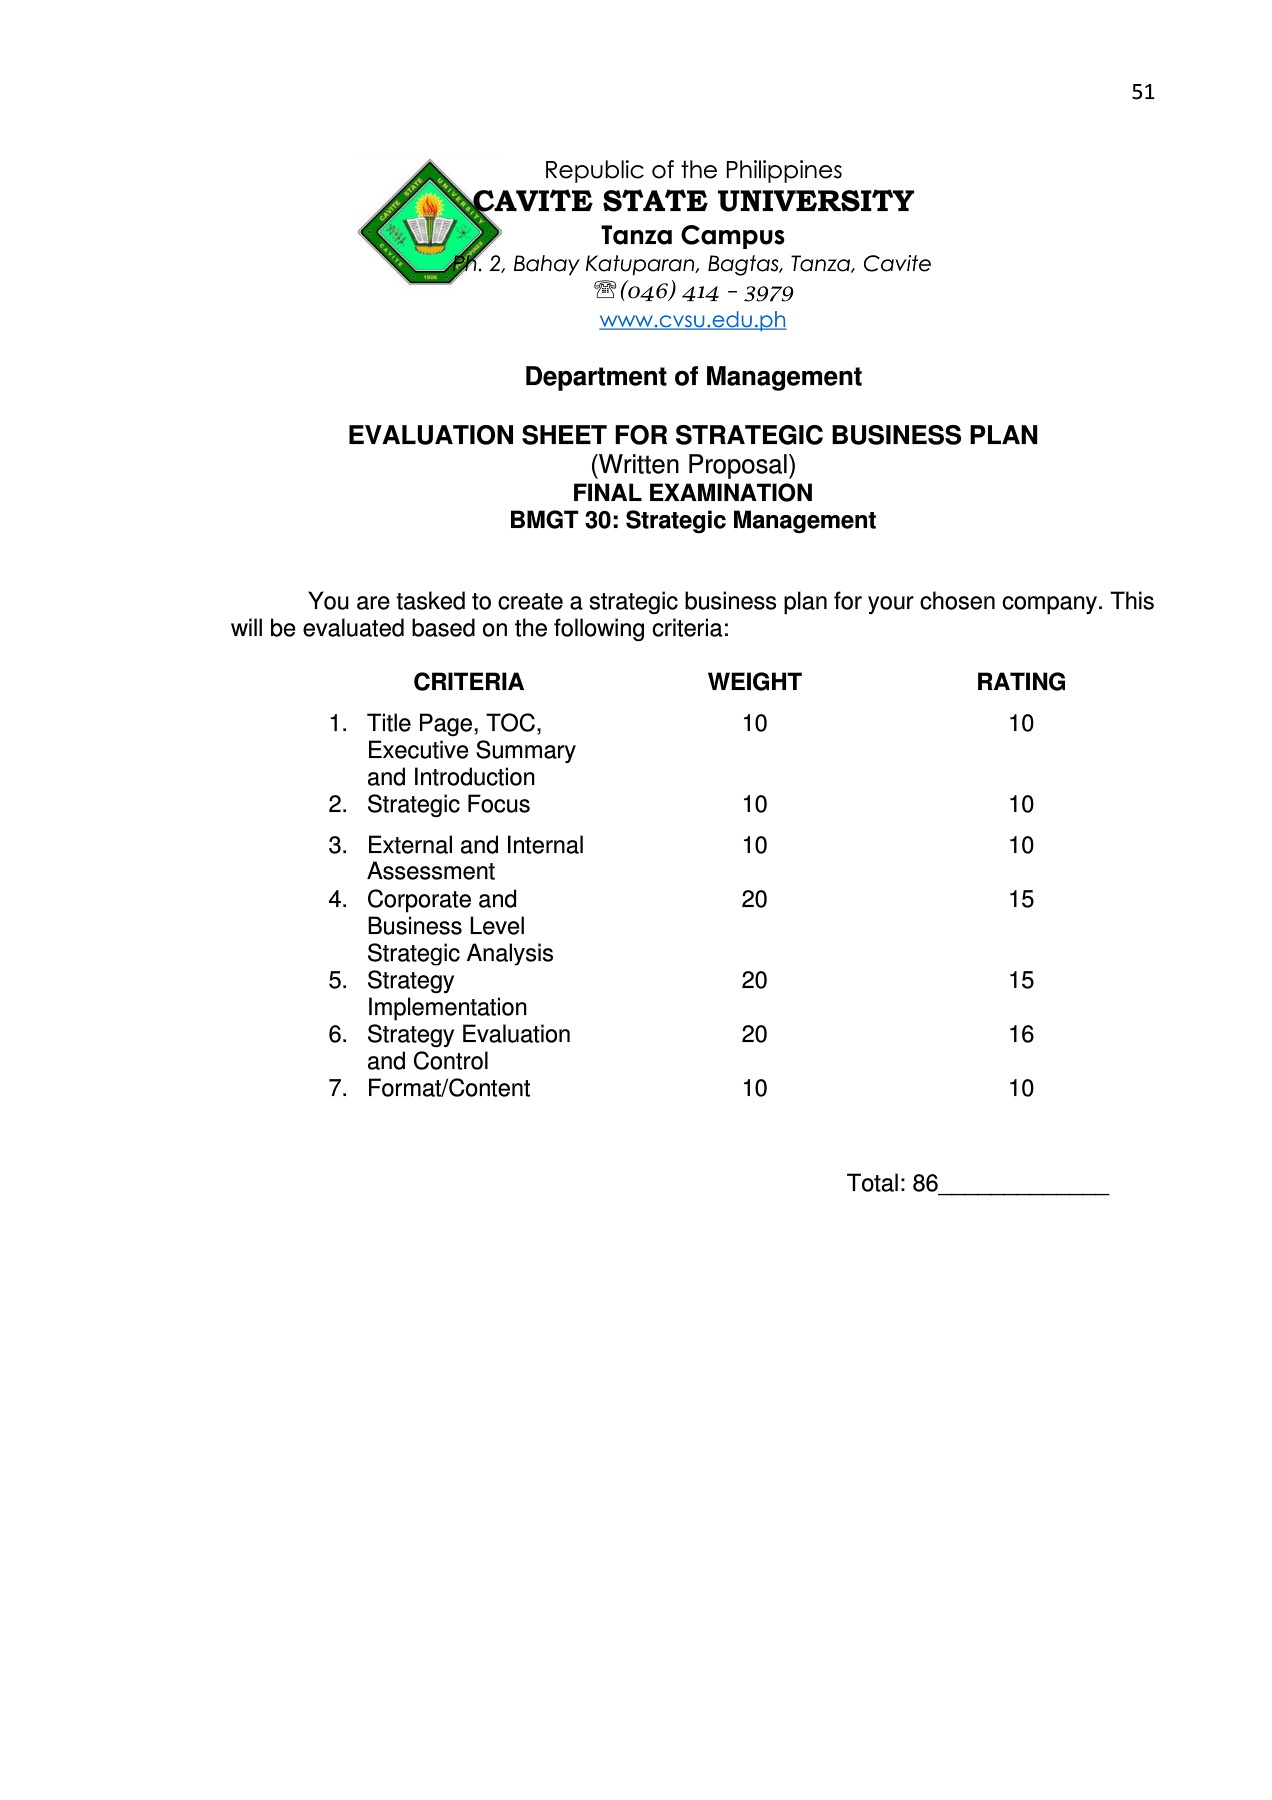 51
Republic of the Philippines
CAVITE STATE UNIVERSITY
Tanza Campus
Ph. 2, Bahay Katuparan, Bagtas, Tanza, Cavite
☏(046) 414 – 3979
www.cvsu.edu.ph
CAVITE STATE UNIVERSITY
CAVITE PHILIPPINES
1906
Department of Management
EVALUATION SHEET FOR STRATEGIC BUSINESS PLAN
(Written Proposal)
FINAL EXAMINATION
BMGT 30: Strategic Management
You are tasked to create a strategic business plan for your chosen company. This
will be evaluated based on the following criteria:
CRITERIA WEIGHT RATING
1. Title Page, TOC, 10 10
Executive Summary
and Introduction
2. Strategic Focus 10 10
3. External and Internal 10 10
Assessment
4. Corporate and 20 15
Business Level
Strategic Analysis
5. Strategy 20 15
Implementation
6. Strategy Evaluation 20 16
and Control
7. Format/Content 10 10
Total: 86_____________